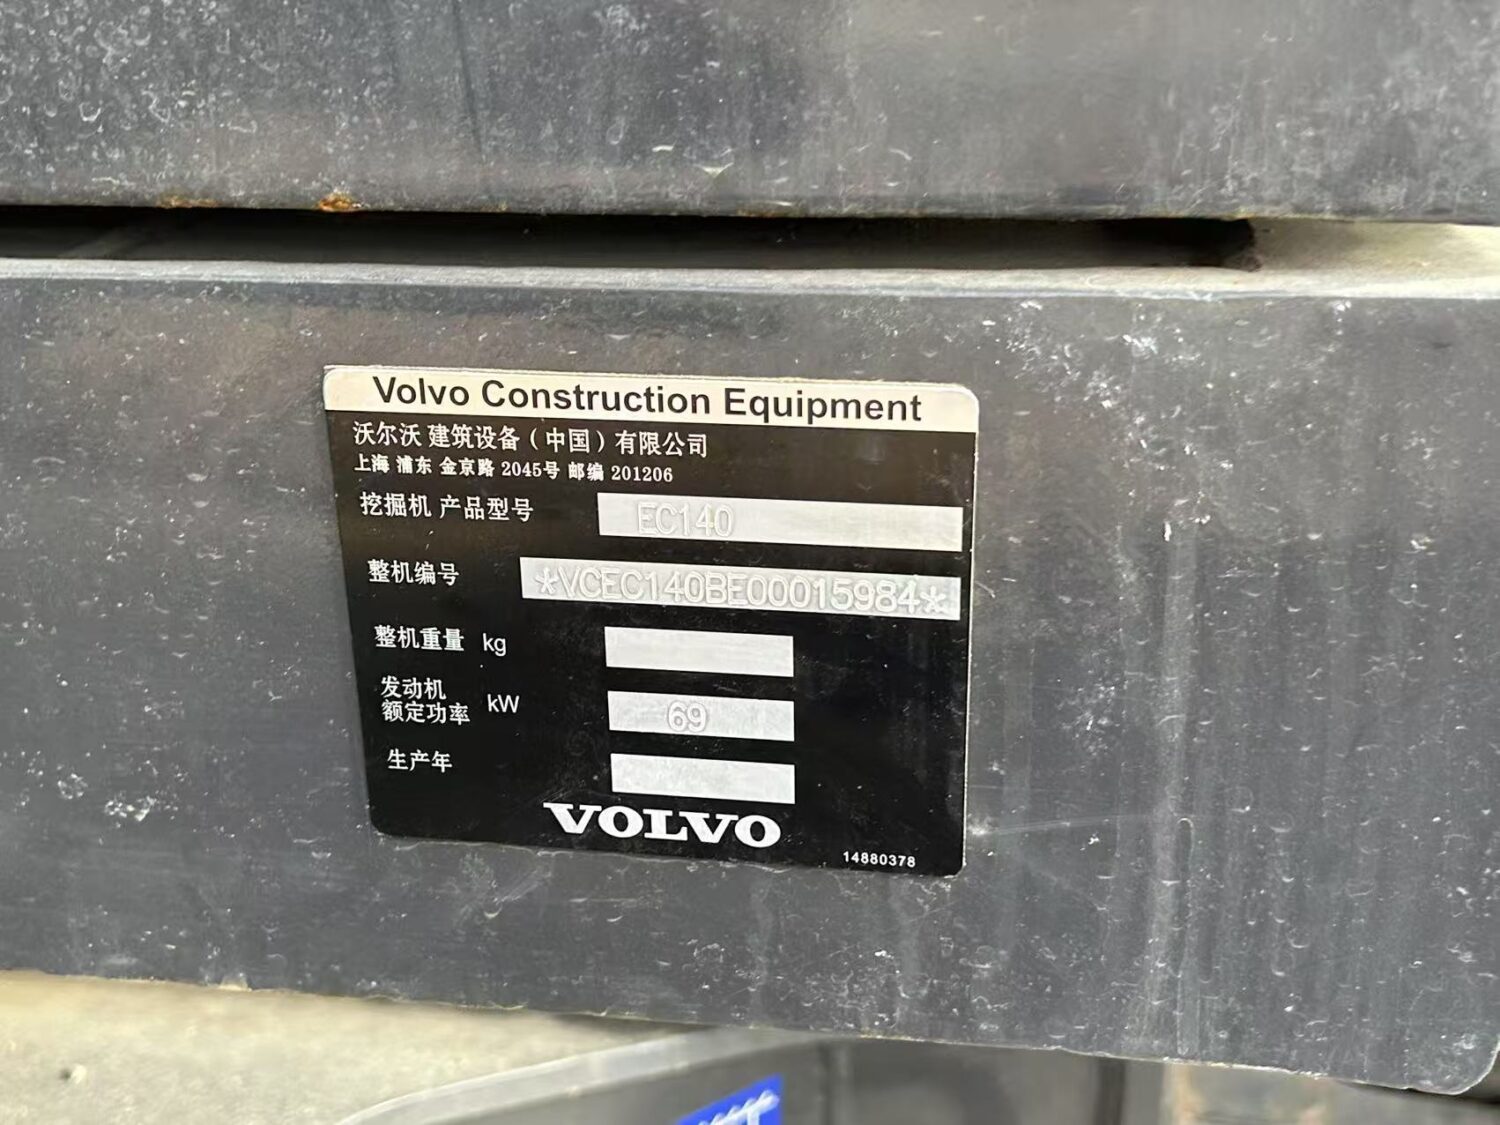 Volvo Construction Equipment
沃尔沃 建筑设备（中国）有限公司
上海 浦东 金京路 2045号 邮编 201206
挖掘机 产品型号 EC140
整机编号 *VCEC140BE00015984*
整机重量 kg
发动机
额定功率 kW 69
生产年
VOLVO
14880378